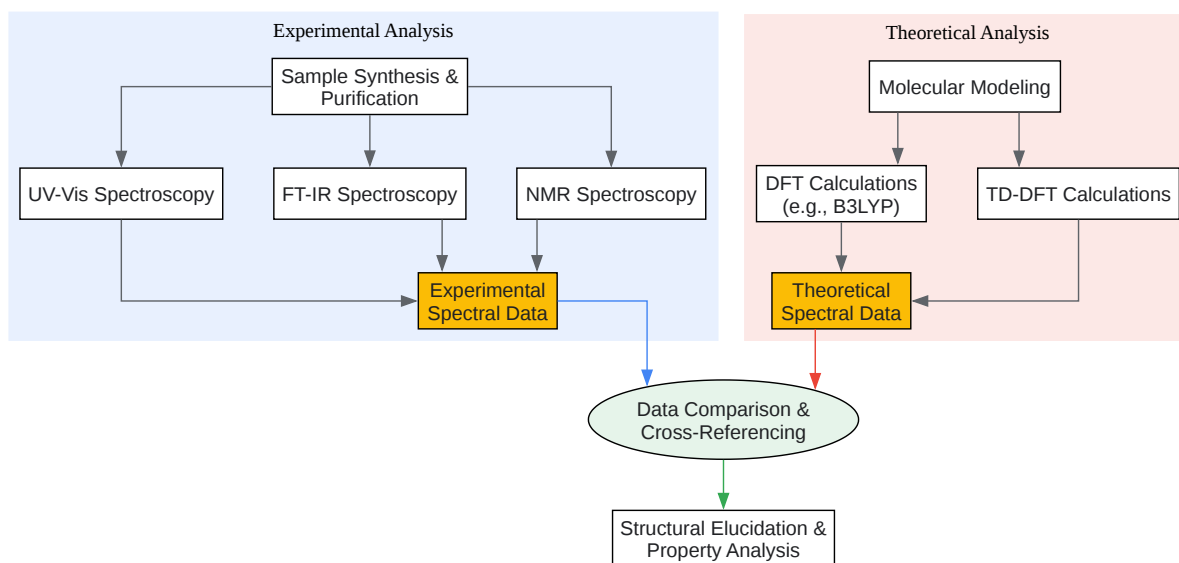 Experimental Analysis
Sample Synthesis &
Purification
UV-Vis Spectroscopy
FT-IR Spectroscopy
NMR Spectroscopy
Experimental
Spectral Data
Theoretical Analysis
Molecular Modeling
DFT Calculations
(e.g., B3LYP)
TD-DFT Calculations
Theoretical
Spectral Data
Data Comparison &
Cross-Referencing
Structural Elucidation &
Property Analysis